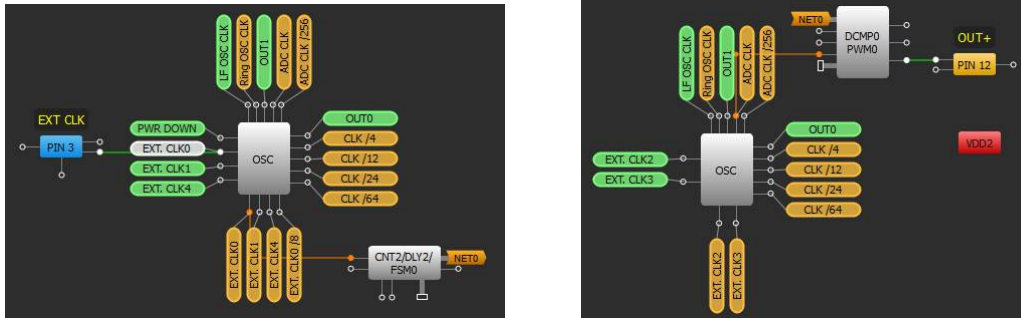 LF OSC CLK
Ring OSC CLK
OUT1
ADC CLK
ADC CLK /256
EXT CLK
PIN 3
PWR DOWN
EXT. CLK0
EXT. CLK1
EXT. CLK4
OSC
OUT0
CLK /4
CLK /12
CLK /24
CLK /64
EXT. CLK0
EXT. CLK1
EXT. CLK4
EXT. CLK0 /8
CNT2/DLY2/
FSM0
NET0
NET0
DCMP0
PWM0
OUT+
PIN 12
LF OSC CLK
Ring OSC CLK
OUT1
ADC CLK
ADC CLK /256
VDD2
EXT. CLK2
EXT. CLK3
OSC
OUT0
CLK /4
CLK /12
CLK /24
CLK /64
EXT. CLK2
EXT. CLK3